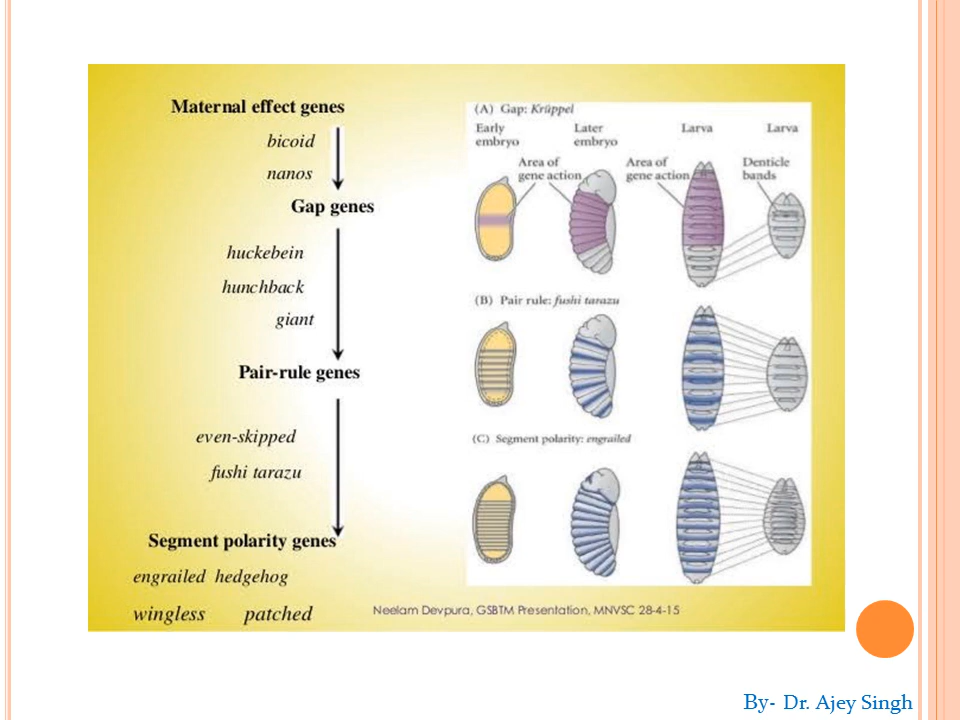 Maternal effect genes
bicoid
nanos
Gap genes
huckebein
hunchback
giant
Pair-rule genes
even-skipped
fushi tarazu
Segment polarity genes
engrailed hedgehog
wingless patched
(A) Gap: Krüppel
Early embryo
Later embryo
Larva
Larva
Area of gene action
Area of gene action
Denticle bands
(B) Pair rule: fushi tarazu
(C) Segment polarity: engrailed
Neelam Devpura, GSBTM Presentation, MNVSC 28-4-15
By- Dr. Ajey Singh